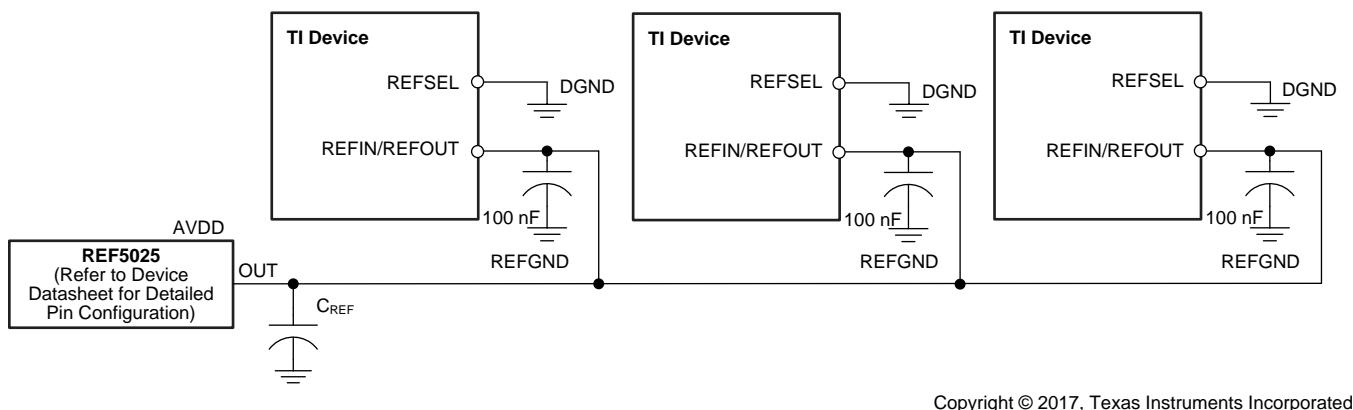 TI Device
REFSEL
DGND
REFIN/REFOUT
100 nF
REFGND
TI Device
REFSEL
DGND
REFIN/REFOUT
100 nF
REFGND
TI Device
REFSEL
DGND
REFIN/REFOUT
100 nF
REFGND
AVDD
REF5025
(Refer to Device
Datasheet for Detailed
Pin Configuration)
OUT
CREF
Copyright © 2017, Texas Instruments Incorporated